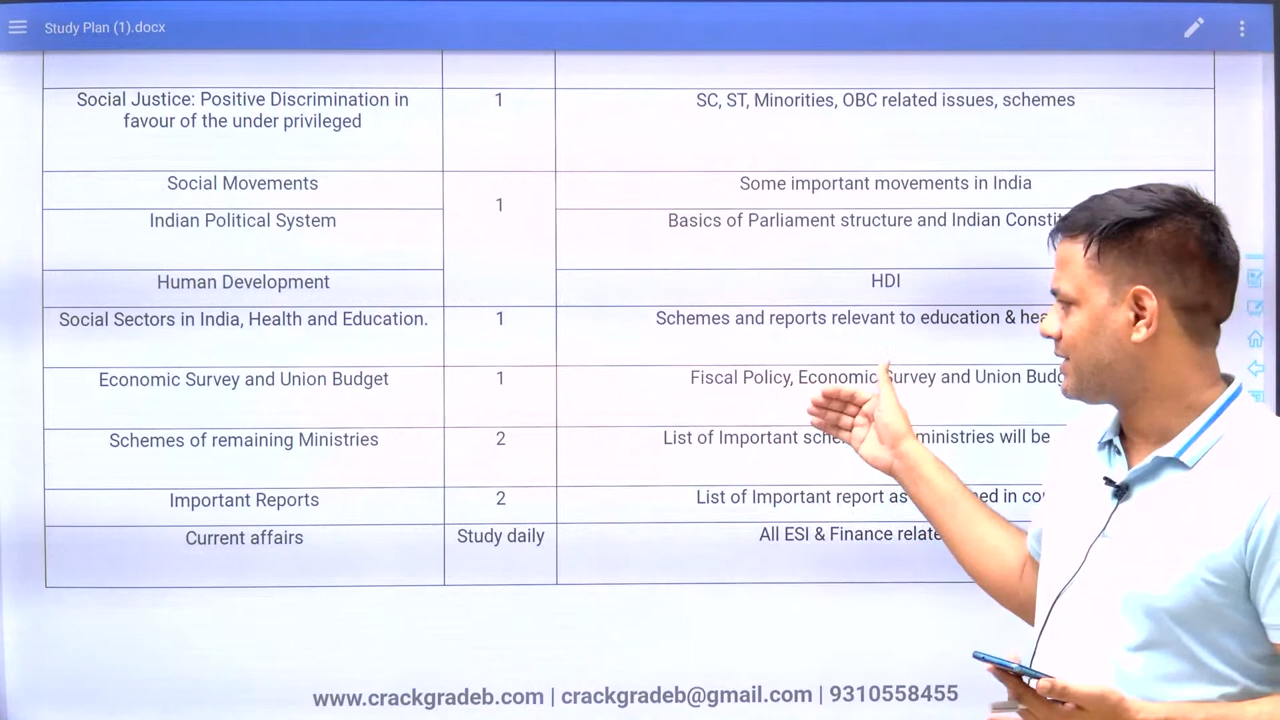 Study Plan (1).docx
Social Justice: Positive Discrimination in
favour of the under privileged
1
SC, ST, Minorities, OBC related issues, schemes
Social Movements
1
Some important movements in India
Indian Political System
Basics of Parliament structure and Indian
Human Development
HDI
Social Sectors in India, Health and Education.
1
Schemes and reports relevant to education &
Economic Survey and Union Budget
1
Fiscal Policy, Economic Survey and Union
Schemes of remaining Ministries
2
List of Important ministries will be
Important Reports
2
List of Important report as in
Current affairs
Study daily
All ESI & Finance
www.crackgradeb.com | crackgradeb@gmail.com | 9310558455